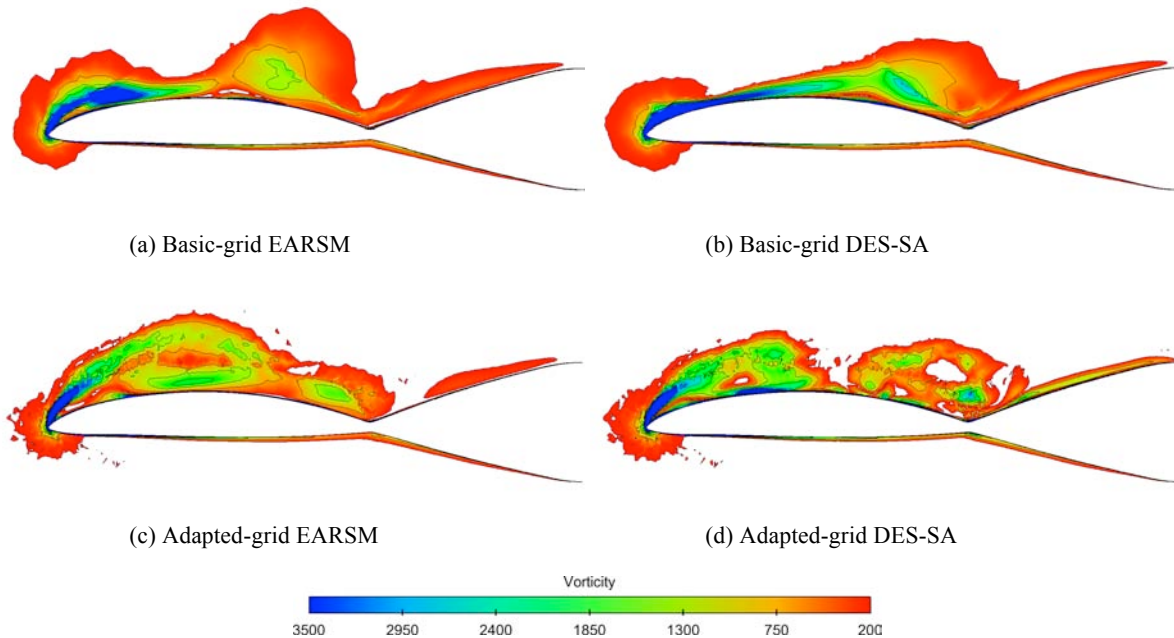 (a) Basic-grid EARSM
(b) Basic-grid DES-SA
(c) Adapted-grid EARSM
(d) Adapted-grid DES-SA
Vorticity
3500 2950 2400 1850 1300 750 200